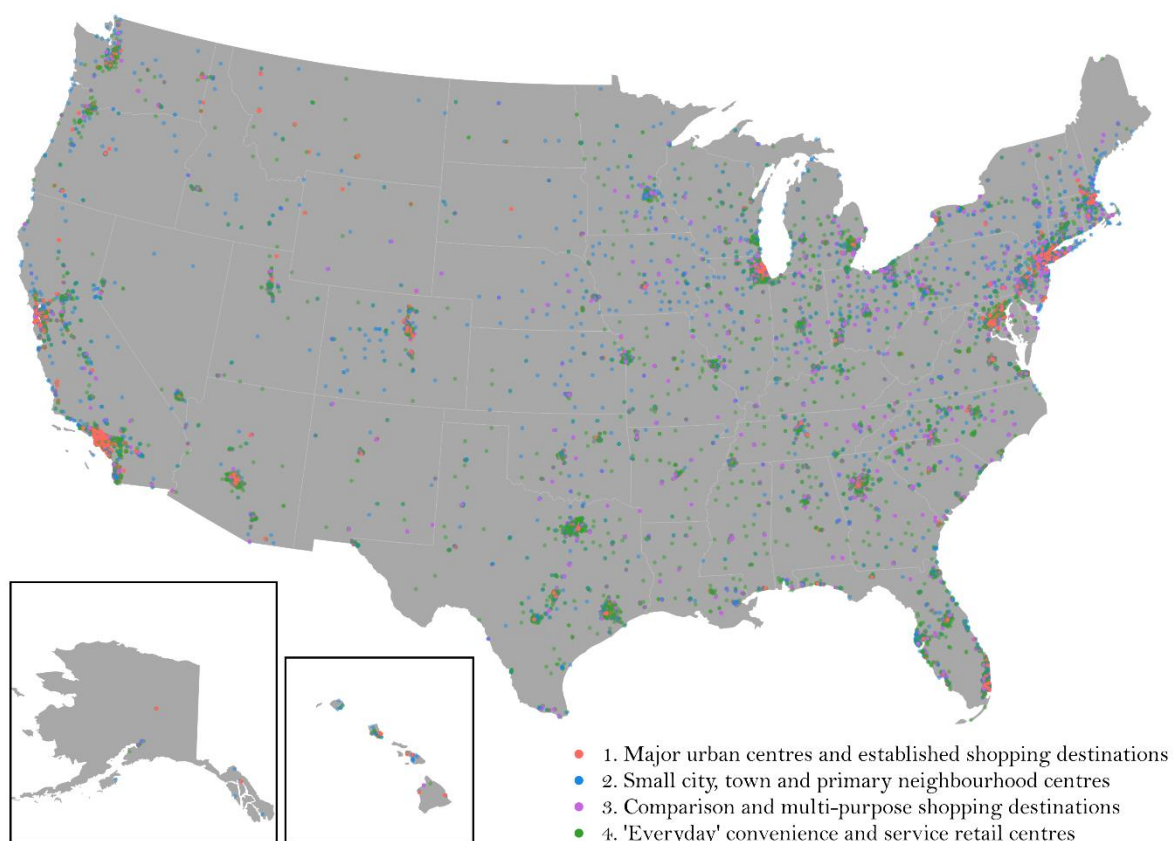 1. Major urban centres and established shopping destinations
2. Small city, town and primary neighbourhood centres
3. Comparison and multi-purpose shopping destinations
4. 'Everyday' convenience and service retail centres